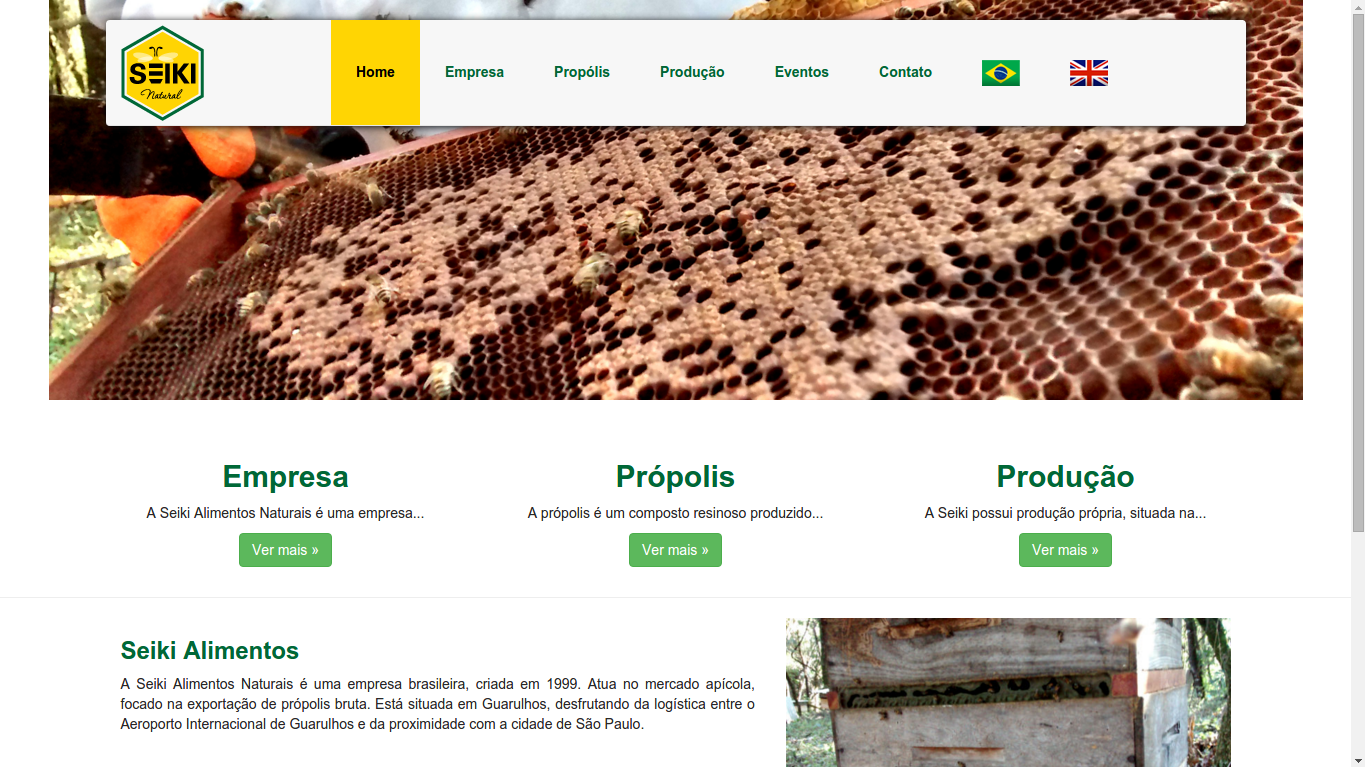 SEIKI
Natural
Home Empresa Propólis Produção Eventos Contato
Empresa
A Seiki Alimentos Naturais é uma empresa...
Ver mais »
Própolis
A própolis é um composto resinoso produzido...
Ver mais »
Produção
A Seiki possui produção própria, situada na...
Ver mais »
Seiki Alimentos
A Seiki Alimentos Naturais é uma empresa brasileira, criada em 1999. Atua no mercado apícola,
focado na exportação de própolis bruta. Está situada em Guarulhos, desfrutando da logística entre o
Aeroporto Internacional de Guarulhos e da proximidade com a cidade de São Paulo.